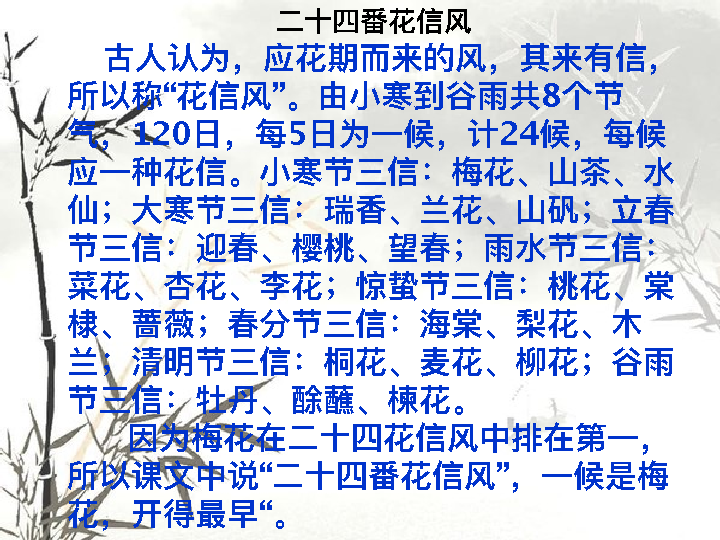 二十四番花信风
古人认为，应花期而来的风，其来有信，
所以称“花信风”。由小寒到谷雨共8个节
气，120日，每5日为一候，计24候，每候
应一种花信。小寒节三信：梅花、山茶、水
仙；大寒节三信：瑞香、兰花、山矾；立春
节三信：迎春、樱桃、望春；雨水节三信：
菜花、杏花、李花；惊蛰节三信：桃花、棠
棣、蔷薇；春分节三信：海棠、梨花、木
兰；清明节三信：桐花、麦花、柳花；谷雨
节三信：牡丹、酴蘸、楝花。
因为梅花在二十四花信风中排在第一，
所以课文中说“二十四番花信风”，一候是梅
花，开得最早“。